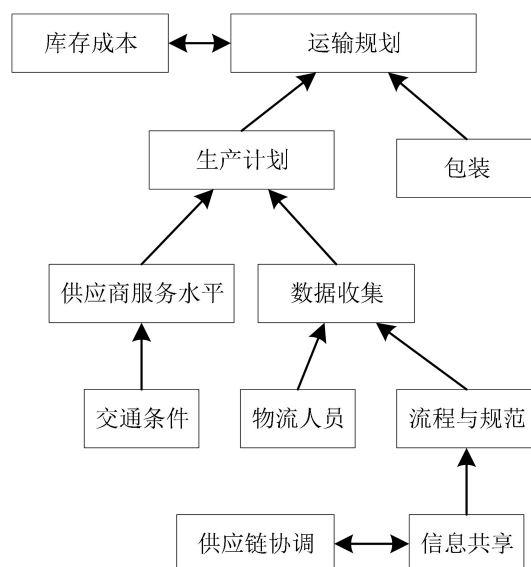 库存成本
运输规划
生产计划
包装
供应商服务水平
数据收集
交通条件
物流人员
流程与规范
供应链协调
信息共享